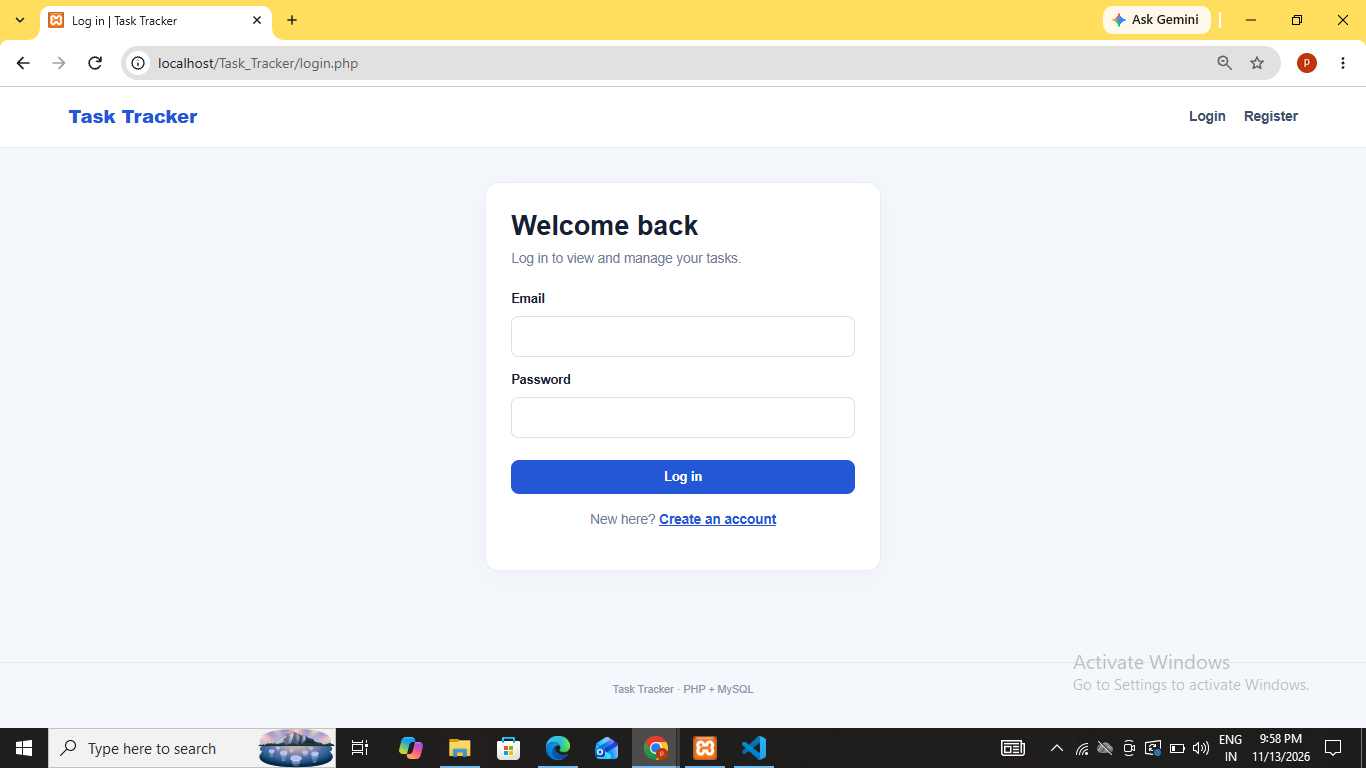 Log in | Task Tracker
Ask Gemini
localhost/Task_Tracker/login.php
p
Task Tracker
Login
Register
Welcome back
Log in to view and manage your tasks.
Email
Password
Log in
New here? Create an account
Activate Windows
Go to Settings to activate Windows.
Task Tracker · PHP + MySQL
Type here to search
ENG
IN
9:58 PM
11/13/2026